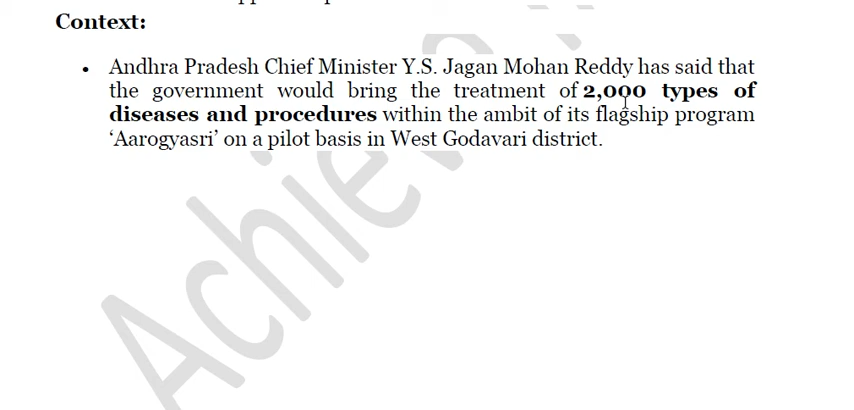 Context:
• Andhra Pradesh Chief Minister Y.S. Jagan Mohan Reddy has said that
the government would bring the treatment of 2,000 types of
diseases and procedures within the ambit of its flagship program
‘Aarogyasri’ on a pilot basis in West Godavari district.